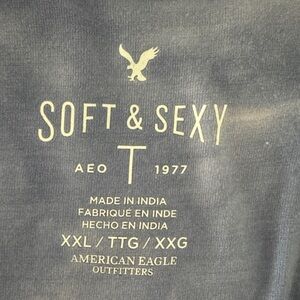 SOFT & SEXY
AEO T 1977
MADE IN INDIA
FABRIQUÉ EN INDE
HECHO EN INDIA
XXL / TTG / XXG
AMERICAN EAGLE
OUTFITTERS